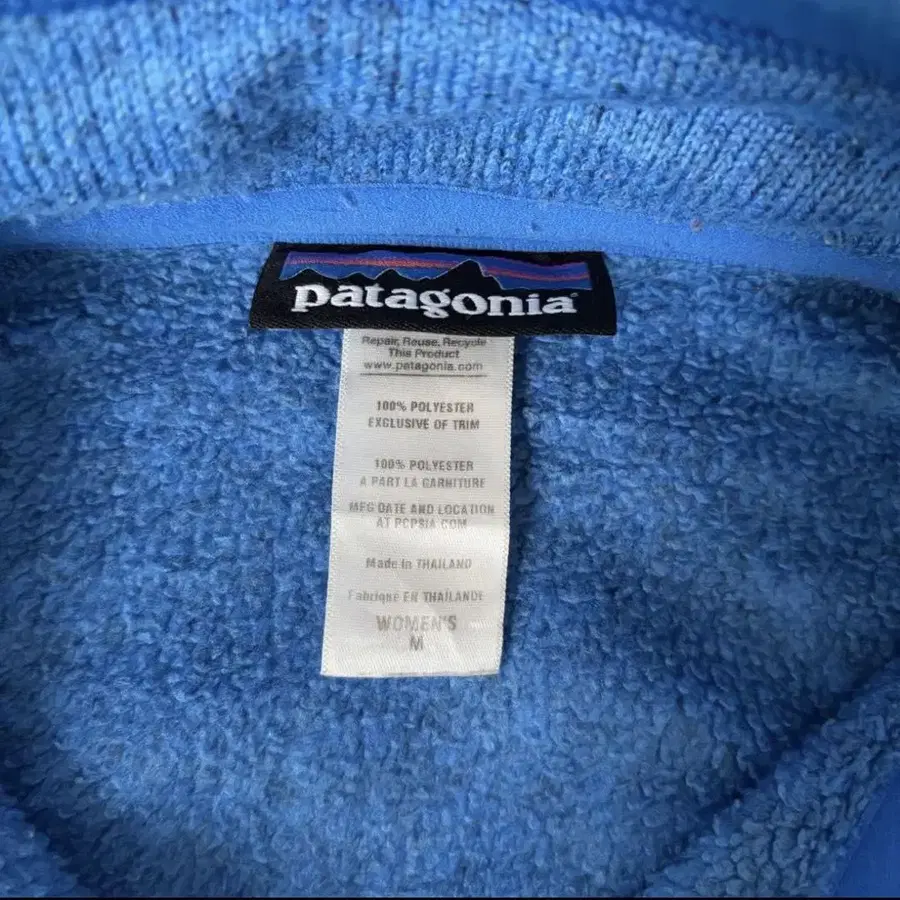 patagonia
Repair, Reuse, Recycle
This Product
www.patagonia.com
100% POLYESTER
EXCLUSIVE OF TRIM
100% POLYESTER
A PART LA GARNITURE
MFG DATE AND LOCATION
AT PCPSIA.COM
Made in THAILAND
Fabriqué EN THAÏLANDE
WOMEN'S
M